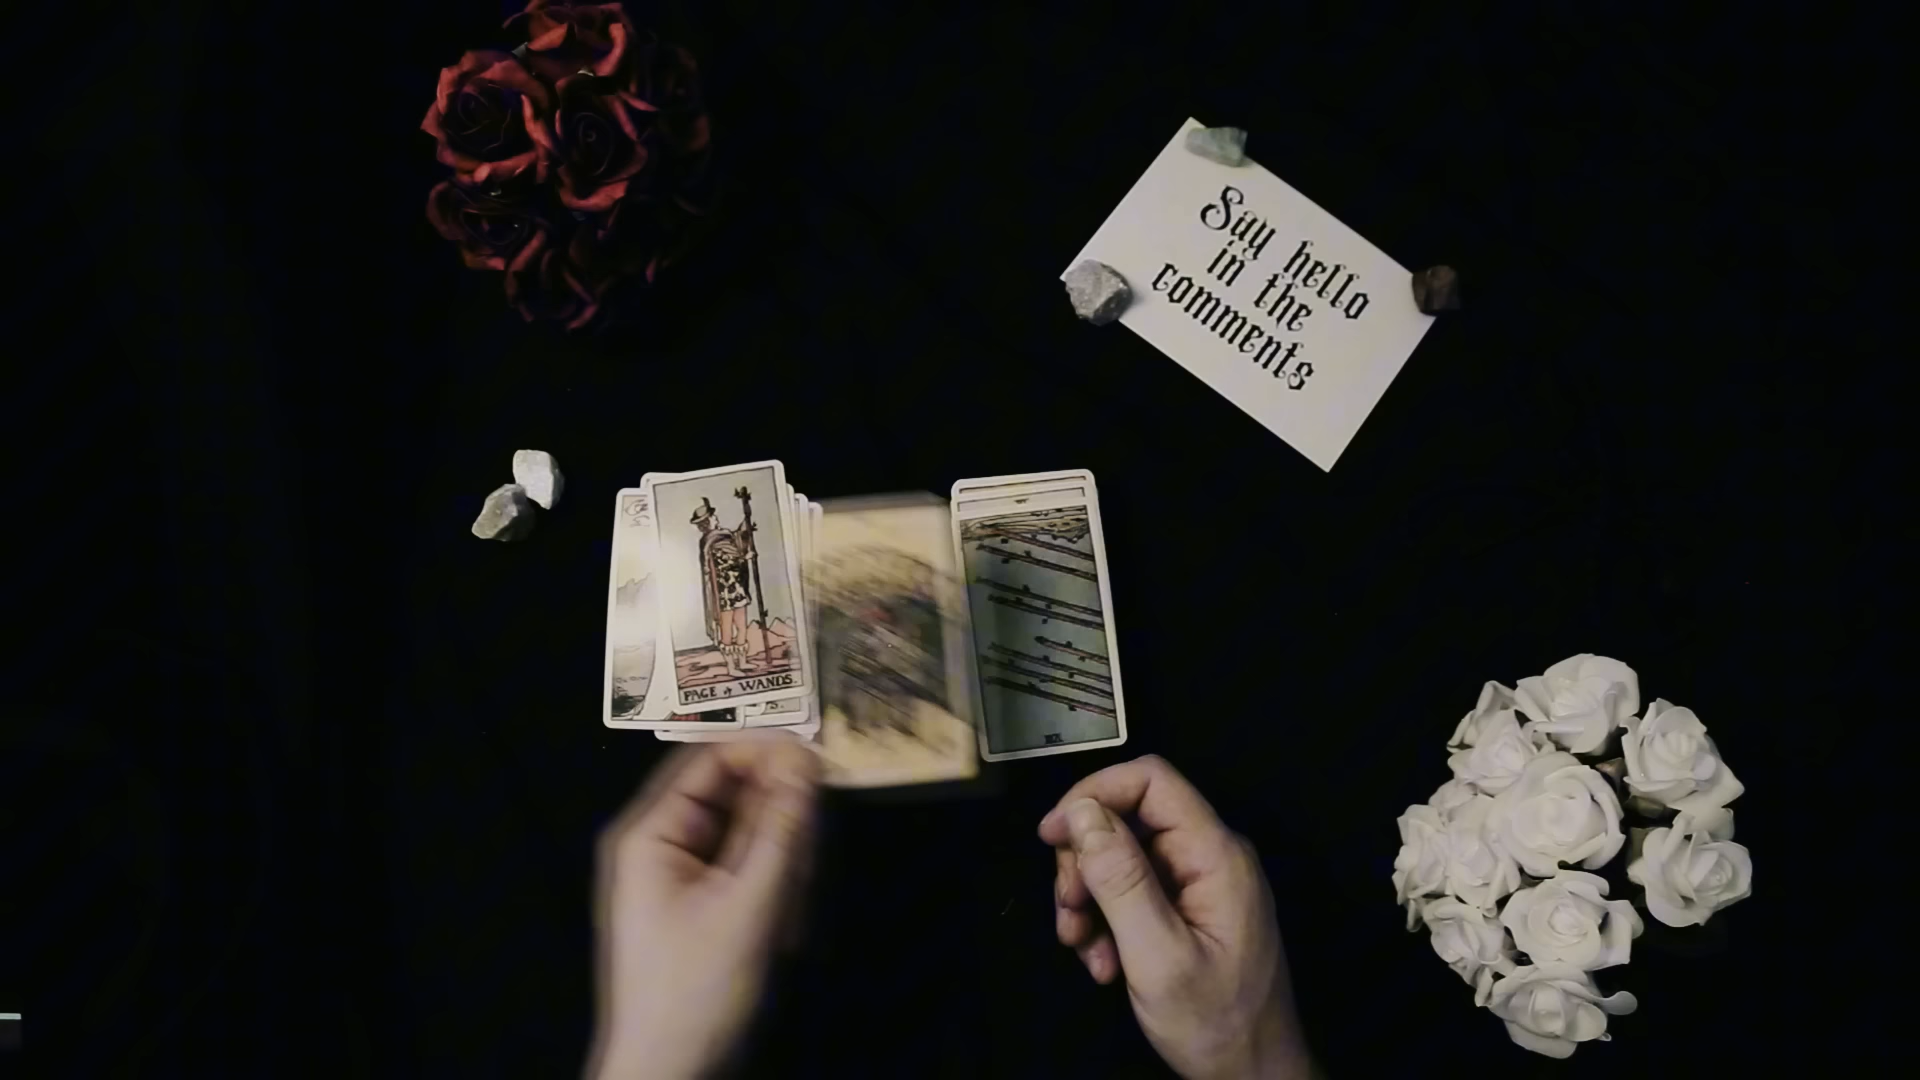 Say hello
in the
comments
PAGE of WANDS.